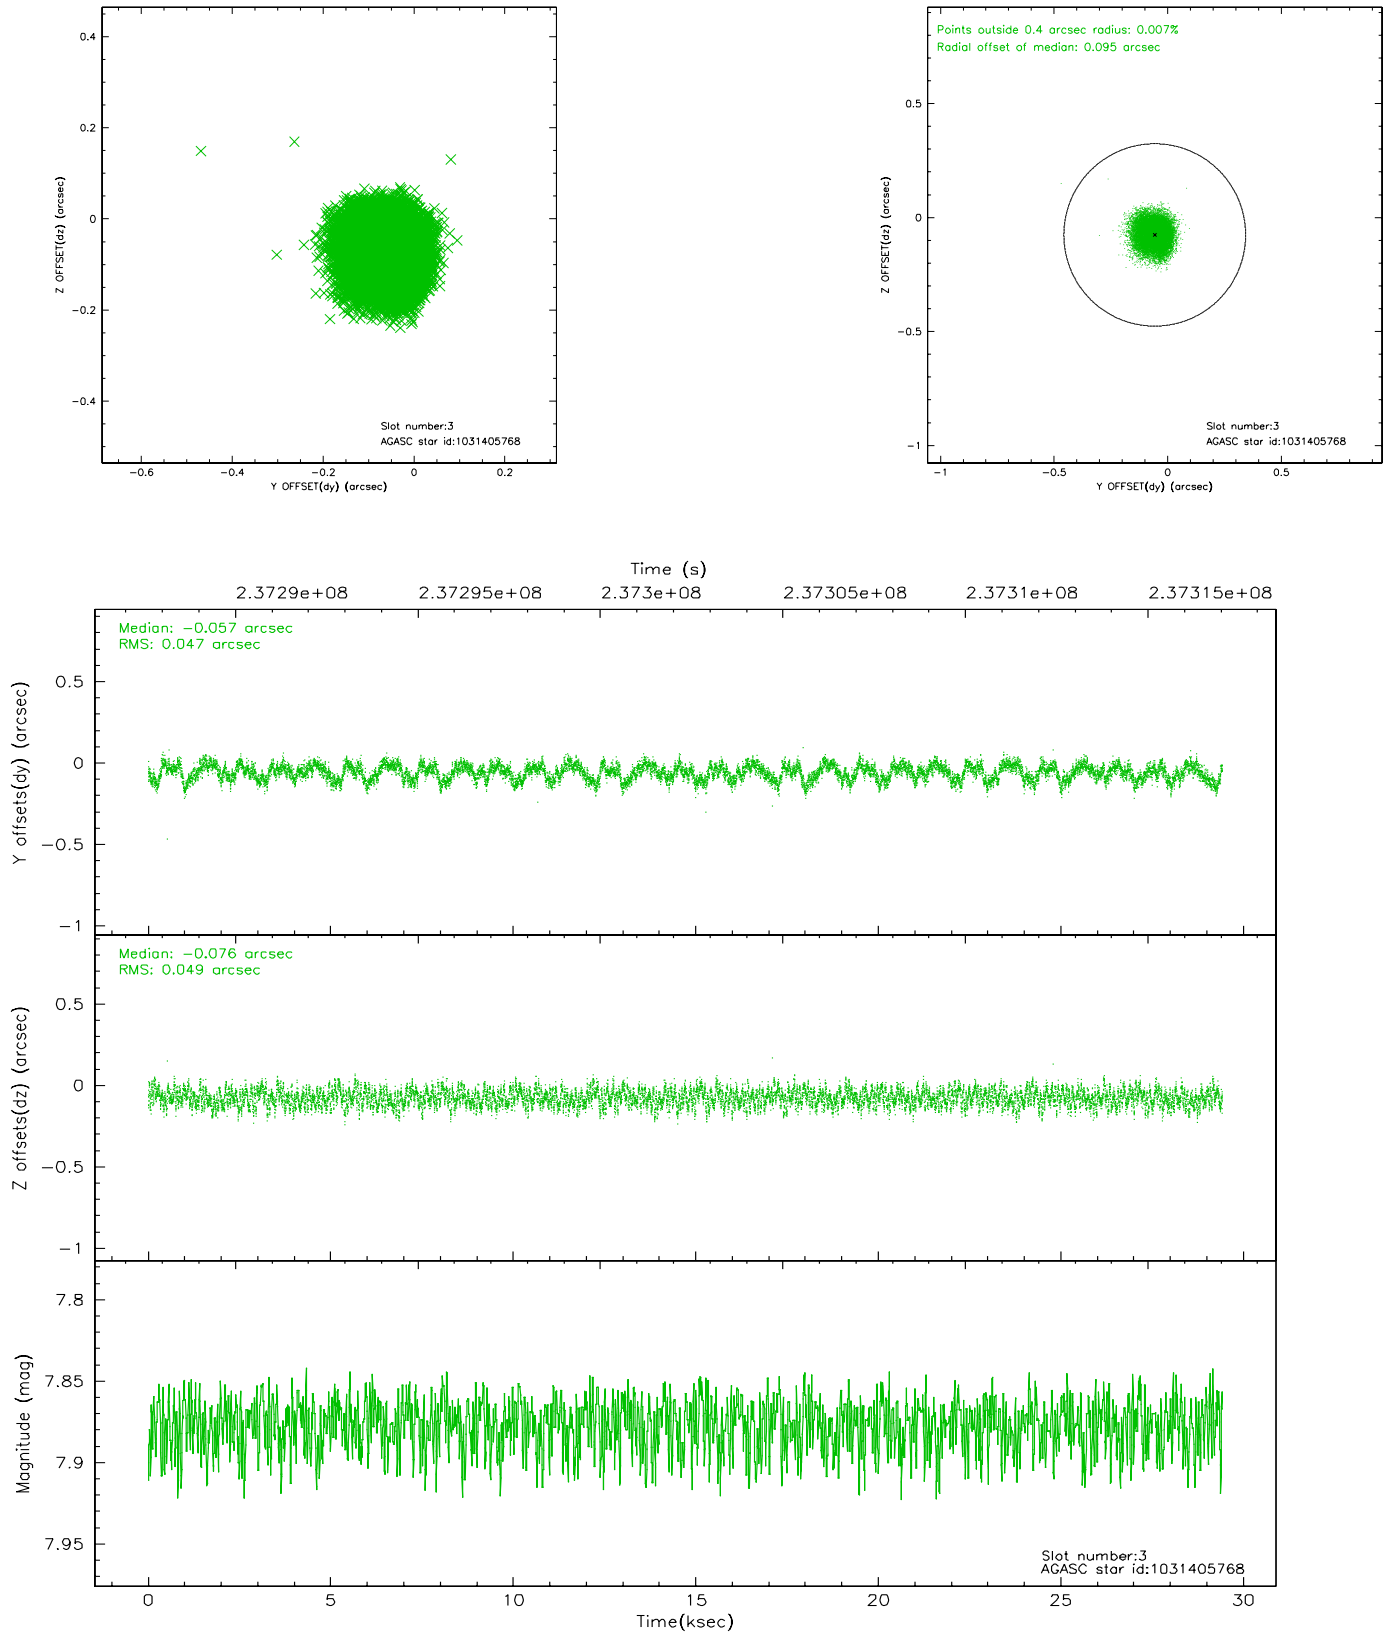 0.4
0.2
0
−0.2
−0.4
Z OFFSET(dz) (arcsec)
Slot number:3
AGASC star id:1031405768
−0.6
−0.4
−0.2
0
0.2
Y OFFSET(dy) (arcsec)
Points outside 0.4 arcsec radius: 0.007%
Radial offset of median: 0.095 arcsec
0.5
0
−0.5
−1
Z OFFSET(dz) (arcsec)
Slot number:3
AGASC star id:1031405768
−1
−0.5
0
0.5
Y OFFSET(dy) (arcsec)
Time (s)
2.3729e+08
2.37295e+08
2.373e+08
2.37305e+08
2.3731e+08
2.37315e+08
Median: −0.057 arcsec
RMS: 0.047 arcsec
0.5
0
−0.5
−1
Y offsets(dy) (arcsec)
Median: −0.076 arcsec
RMS: 0.049 arcsec
0.5
0
−0.5
−1
Z offsets(dz) (arcsec)
7.8
7.85
7.9
7.95
Magnitude (mag)
Slot number:3
AGASC star id:1031405768
0
5
10
15
20
25
30
Time(ksec)